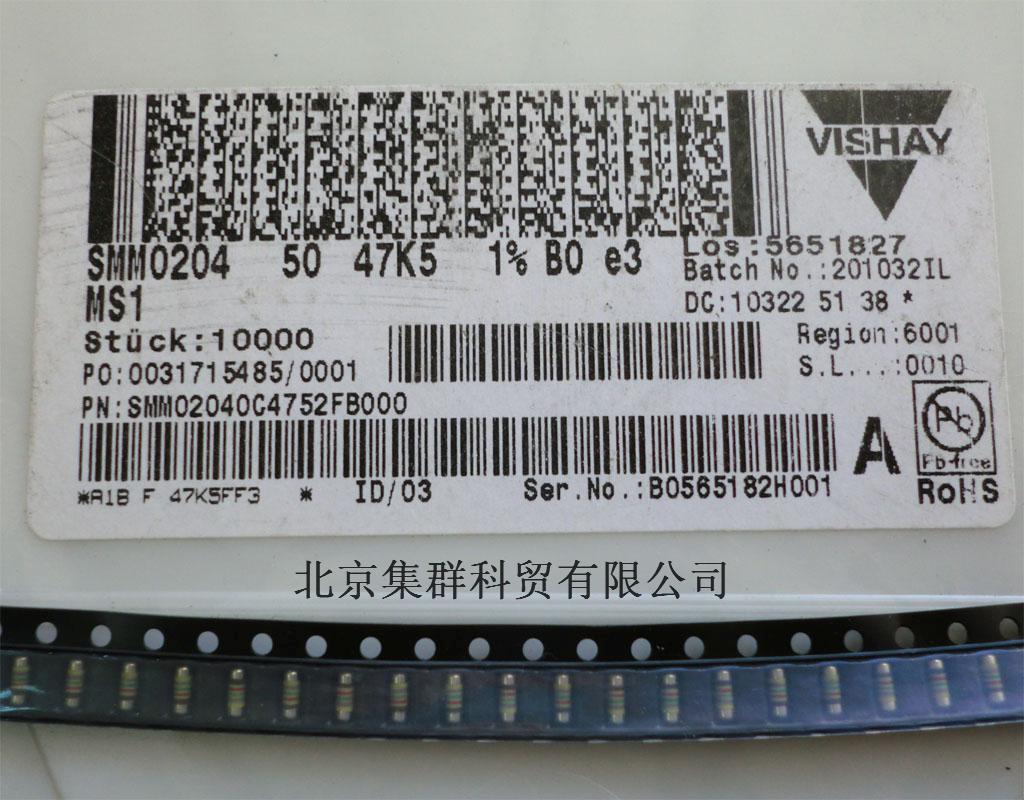 VISHAY
SMM0204 50 47K5 1% B0 e3
MS1
Los:5651827
Batch No.:201032IL
DC:10322 51 38 *
Stück:10000
Region:6001
S.L...:0010
PO:0031715485/0001
PN:SMM02040C4752FB000
A
Pb
Pb-free
RoHS
*A1B F 47K5FF3 * ID/03 Ser.No.:B0565182H001
北京集群科贸有限公司